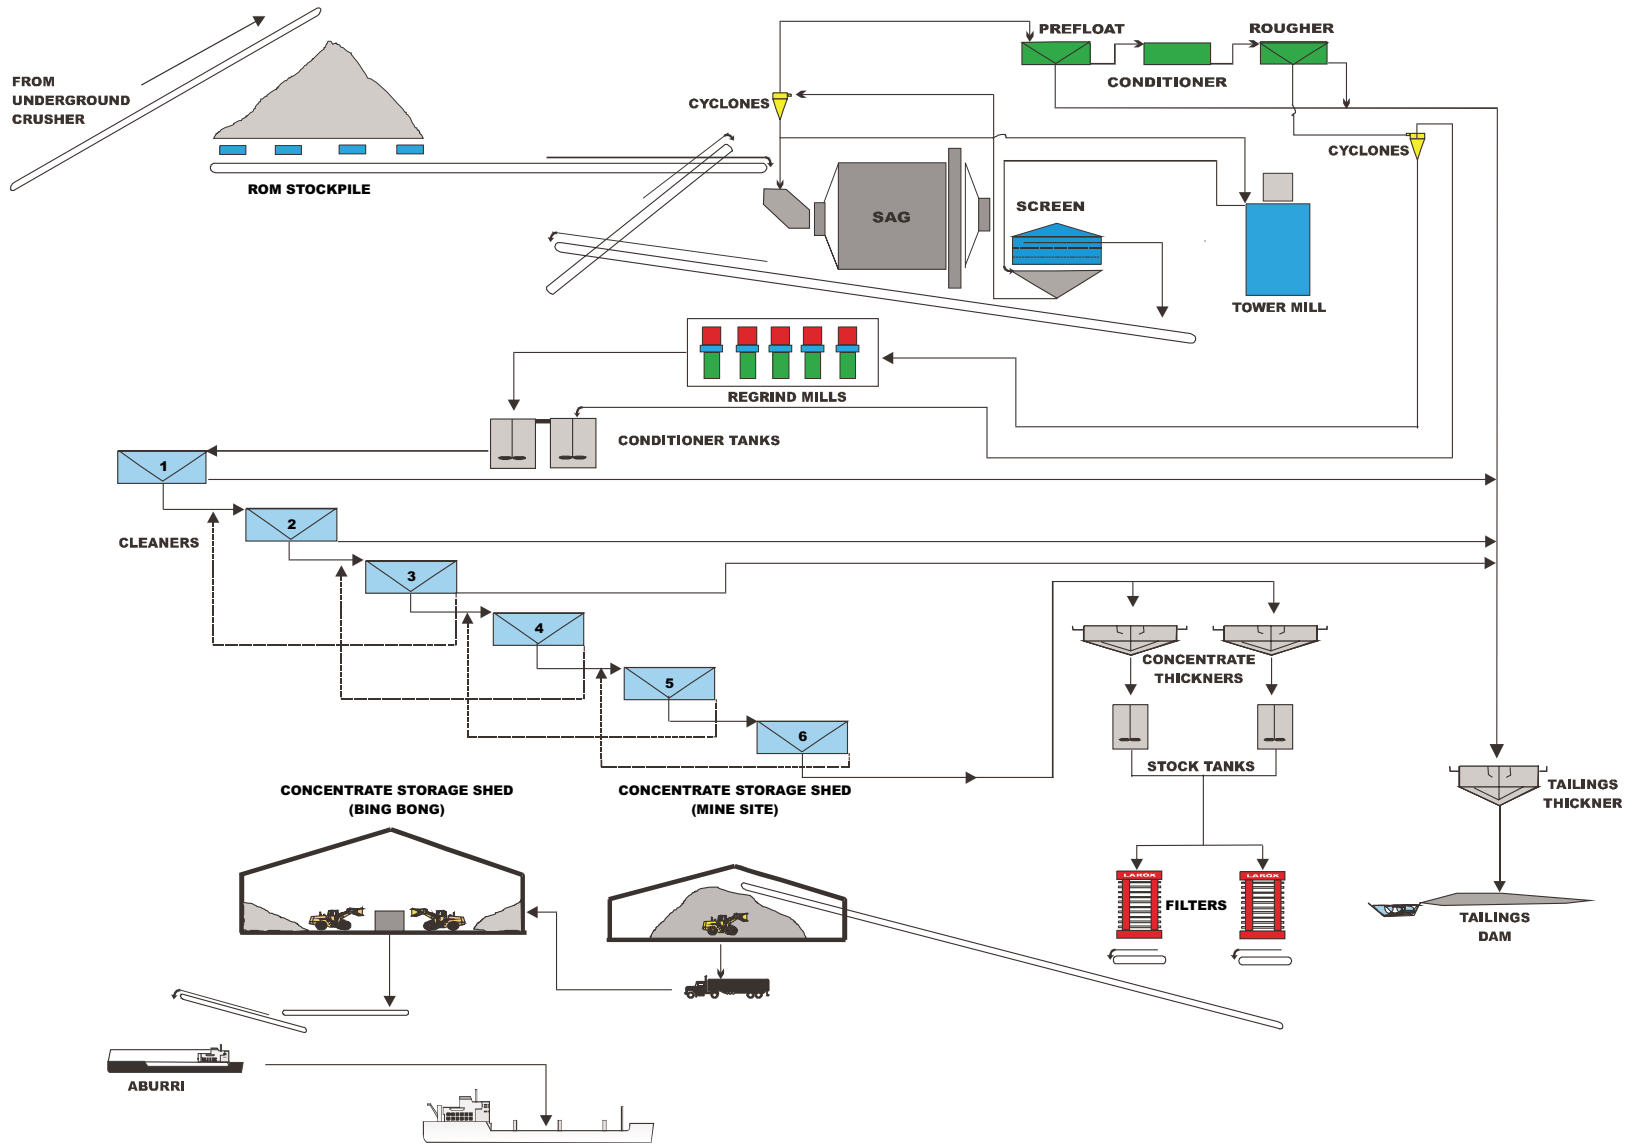 PREFLOAT
ROUGHER
CONDITIONER
FROM
UNDERGROUND
CRUSHER
CYCLONES
CYCLONES
ROM STOCKPILE
SAG
SCREEN
TOWER MILL
REGRIND MILLS
CONDITIONER TANKS
1
2
CLEANERS
3
4
5
6
CONCENTRATE
THICKNERS
STOCK TANKS
TAILINGS
THICKNER
CONCENTRATE STORAGE SHED
(BING BONG)
CONCENTRATE STORAGE SHED
(MINE SITE)
LAROX
LAROX
FILTERS
TAILINGS
DAM
ABURRI